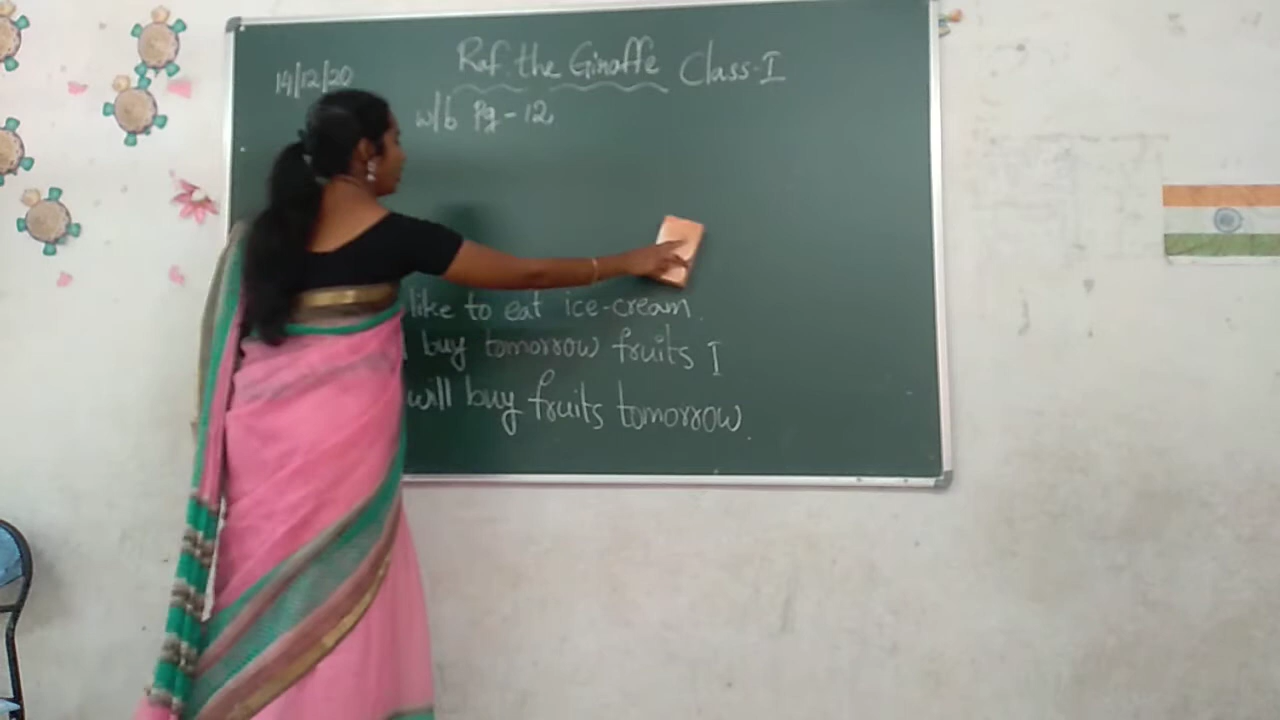 14/12/20 Raf the Giraffe Class-I
w/b Pg-12
like to eat ice-cream.
buy tomorrow fruits I
will buy fruits tomorrow.